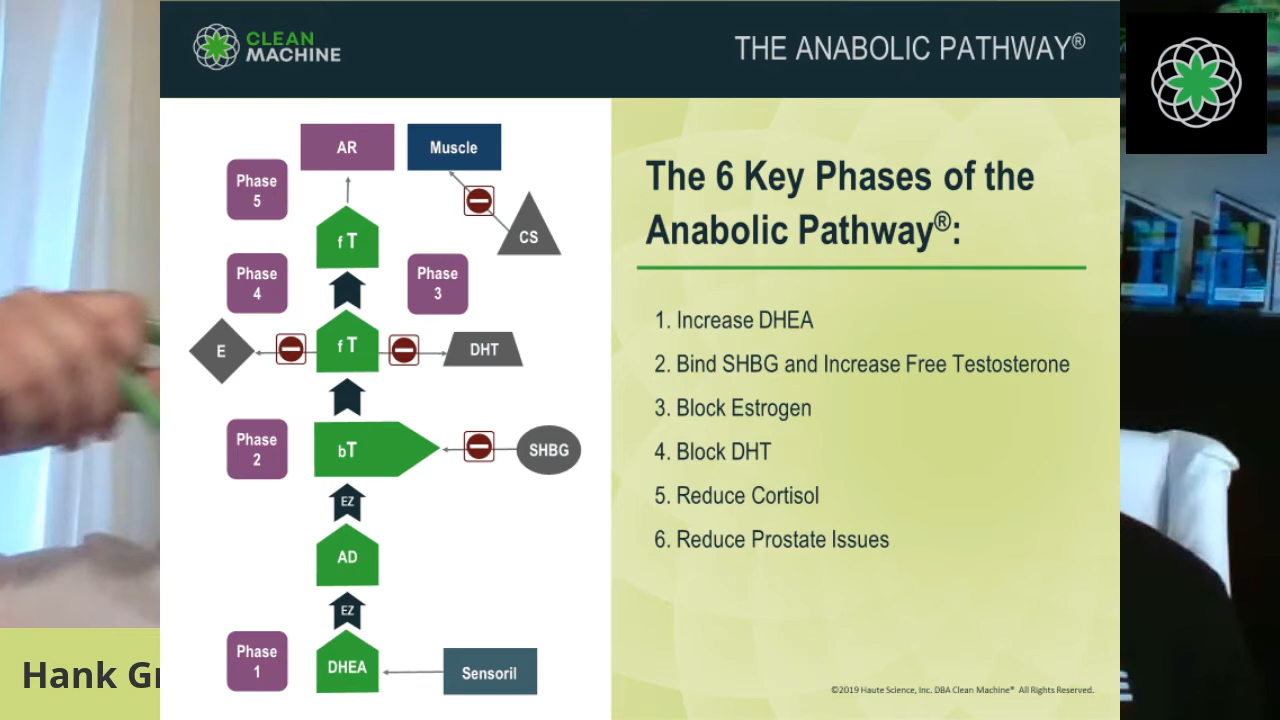 CLEAN
MACHINE
THE ANABOLIC PATHWAY®
AR
Muscle
Phase
5
CS
f T
Phase
4
Phase
3
E
f T
DHT
Phase
2
bT
SHBG
EZ
AD
EZ
Phase
1
DHEA
Sensoril
The 6 Key Phases of the
Anabolic Pathway®:
1. Increase DHEA
2. Bind SHBG and Increase Free Testosterone
3. Block Estrogen
4. Block DHT
5. Reduce Cortisol
6. Reduce Prostate Issues
©2019 Haute Science, Inc. DBA Clean Machine® All Rights Reserved.
Hank